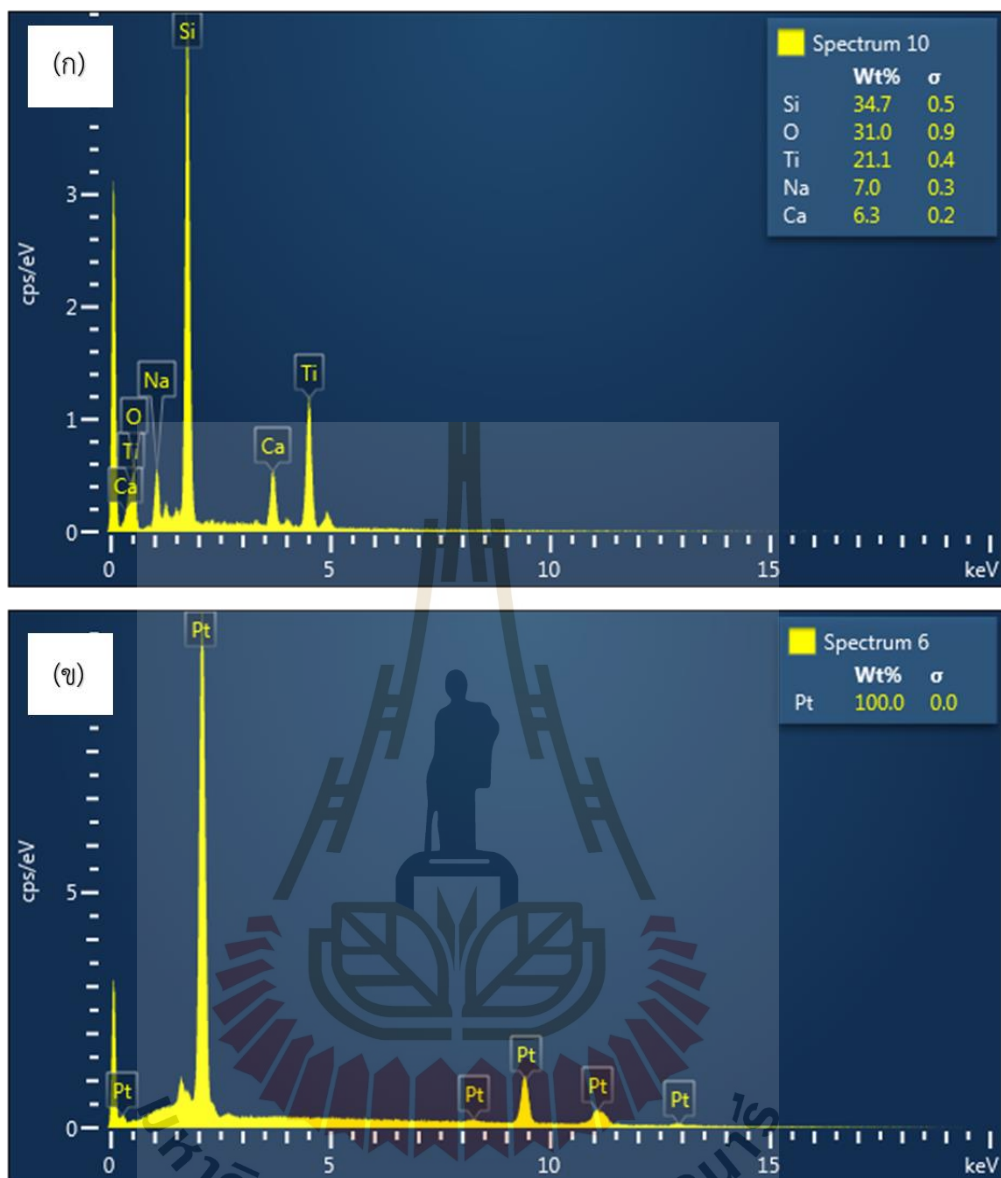 (ก)
Spectrum 10
Wt% σ
Si 34.7 0.5
O 31.0 0.9
Ti 21.1 0.4
Na 7.0 0.3
Ca 6.3 0.2
cps/eV
3
2
1
0
Si
Na
O
Ti
Ca
Ca
Ti
0 5 10 15 keV
(ข)
Spectrum 6
Wt% σ
Pt 100.0 0.0
cps/eV
5
0
Pt
Pt
Pt
Pt
Pt
Pt
0 5 10 15 keV